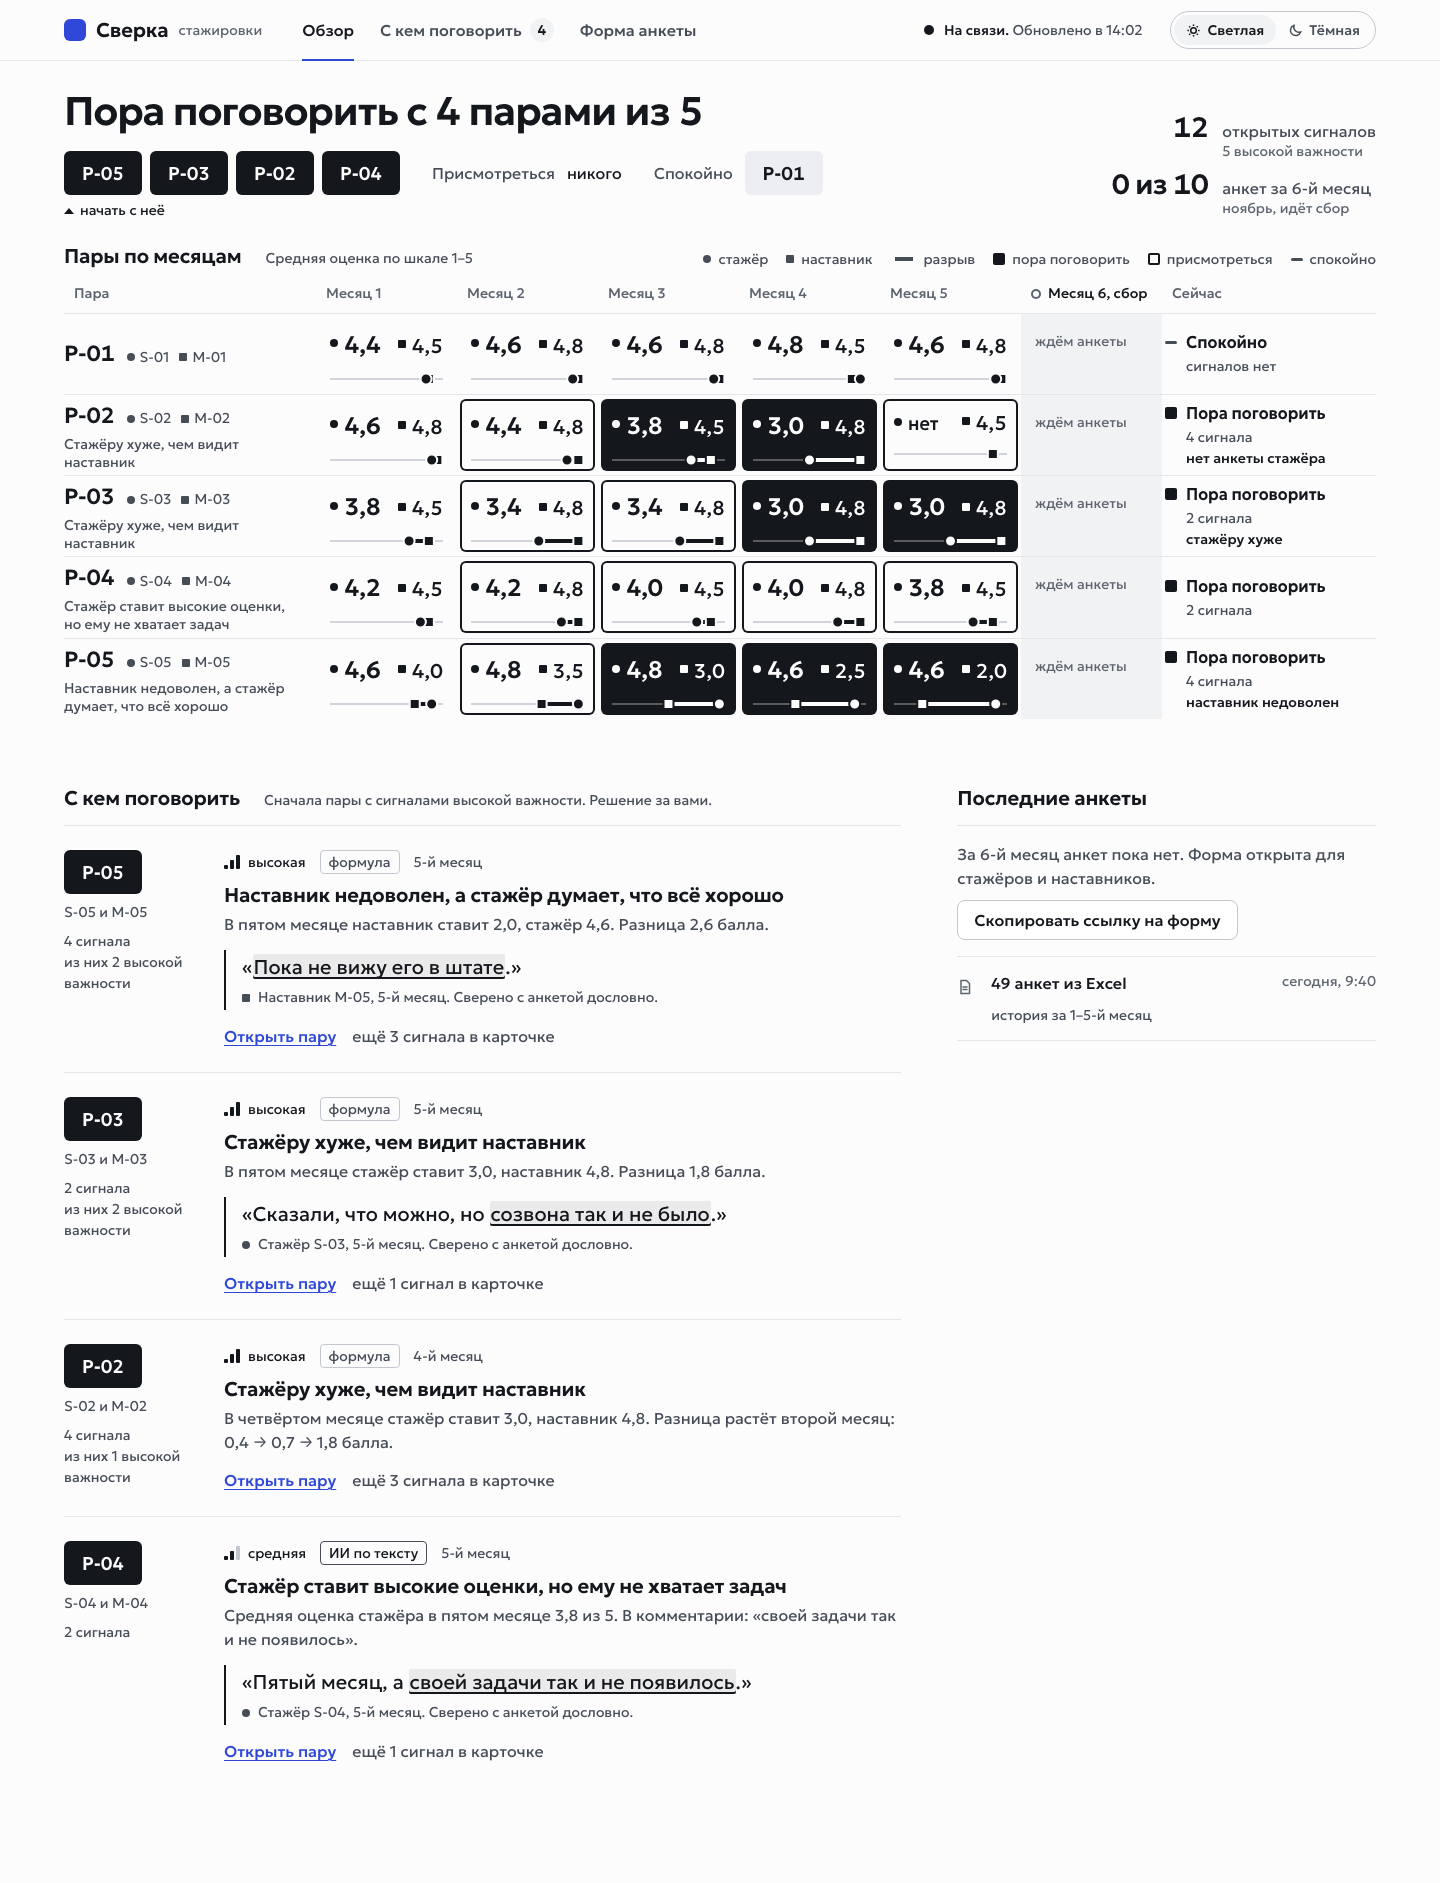 Сверка стажировки Обзор С кем поговорить 4 Форма анкеты На связи. Обновлено в 14:02 Светлая Тёмная
Пора поговорить с 4 парами из 5
P-05 P-03 P-02 P-04 Присмотреться никого Спокойно P-01
начать с неё
12 открытых сигналов
5 высокой важности
0 из 10 анкет за 6-й месяц
ноябрь, идёт сбор
Пары по месяцам Средняя оценка по шкале 1–5 стажёр наставник разрыв пора поговорить присмотреться спокойно
Пара Месяц 1 Месяц 2 Месяц 3 Месяц 4 Месяц 5 Месяц 6, сбор Сейчас
P-01 S-01 M-01 4,4 4,5 4,6 4,8 4,6 4,8 4,8 4,5 4,6 4,8 ждём анкеты Спокойно
сигналов нет
P-02 S-02 M-02 4,6 4,8 4,4 4,8 3,8 4,5 3,0 4,8 нет 4,5 ждём анкеты Пора поговорить
Стажёру хуже, чем видит 4 сигнала
наставник нет анкеты стажёра
P-03 S-03 M-03 3,8 4,5 3,4 4,8 3,4 4,8 3,0 4,8 3,0 4,8 ждём анкеты Пора поговорить
Стажёру хуже, чем видит 2 сигнала
наставник стажёру хуже
P-04 S-04 M-04 4,2 4,5 4,2 4,8 4,0 4,5 4,0 4,8 3,8 4,5 ждём анкеты Пора поговорить
Стажёр ставит высокие оценки, 2 сигнала
но ему не хватает задач
P-05 S-05 M-05 4,6 4,0 4,8 3,5 4,8 3,0 4,6 2,5 4,6 2,0 ждём анкеты Пора поговорить
Наставник недоволен, а стажёр 4 сигнала
думает, что всё хорошо наставник недоволен
С кем поговорить Сначала пары с сигналами высокой важности. Решение за вами.
P-05
S-05 и M-05
4 сигнала
из них 2 высокой
важности
высокая формула 5-й месяц
Наставник недоволен, а стажёр думает, что всё хорошо
В пятом месяце наставник ставит 2,0, стажёр 4,6. Разница 2,6 балла.
«Пока не вижу его в штате.»
Наставник M-05, 5-й месяц. Сверено с анкетой дословно.
Открыть пару ещё 3 сигнала в карточке
P-03
S-03 и M-03
2 сигнала
из них 2 высокой
важности
высокая формула 5-й месяц
Стажёру хуже, чем видит наставник
В пятом месяце стажёр ставит 3,0, наставник 4,8. Разница 1,8 балла.
«Сказали, что можно, но созвона так и не было.»
Стажёр S-03, 5-й месяц. Сверено с анкетой дословно.
Открыть пару ещё 1 сигнал в карточке
P-02
S-02 и M-02
4 сигнала
из них 1 высокой
важности
высокая формула 4-й месяц
Стажёру хуже, чем видит наставник
В четвёртом месяце стажёр ставит 3,0, наставник 4,8. Разница растёт второй месяц:
0,4 → 0,7 → 1,8 балла.
Открыть пару ещё 3 сигнала в карточке
P-04
S-04 и M-04
2 сигнала
средняя ИИ по тексту 5-й месяц
Стажёр ставит высокие оценки, но ему не хватает задач
Средняя оценка стажёра в пятом месяце 3,8 из 5. В комментарии: «своей задачи так
и не появилось».
«Пятый месяц, а своей задачи так и не появилось.»
Стажёр S-04, 5-й месяц. Сверено с анкетой дословно.
Открыть пару ещё 1 сигнал в карточке
Последние анкеты
За 6-й месяц анкет пока нет. Форма открыта для
стажёров и наставников.
Скопировать ссылку на форму
49 анкет из Excel сегодня, 9:40
история за 1–5-й месяц